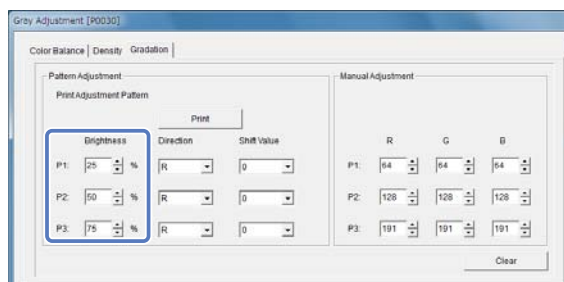 Gray Adjustment [P0030]
Color Balance Density Gradation
Pattern Adjustment Manual Adjustment
Print Adjustment Pattern
Print
Brightness Direction Shift Value R G B
P1: 25 % R 0 P1: 64 64 64
P2: 50 % R 0 P2: 128 128 128
P3: 75 % R 0 P3: 191 191 191
Clear